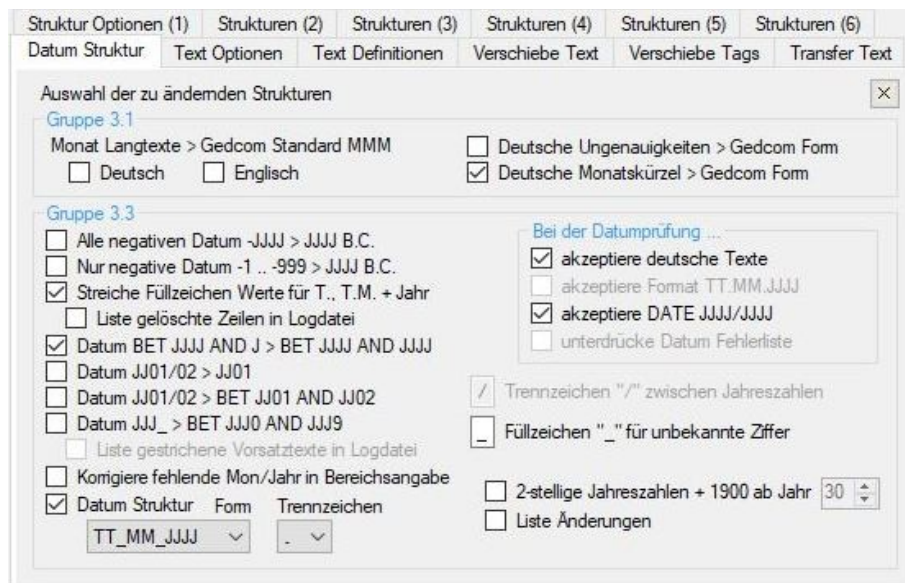 Struktur Optionen (1) Strukturen (2) Strukturen (3) Strukturen (4) Strukturen (5) Strukturen (6)
Datum Struktur Text Optionen Text Definitionen Verschiebe Text Verschiebe Tags Transfer Text
Auswahl der zu ändernden Strukturen
Gruppe 3.1
Monat Langtexte > Gedcom Standard MMM
Deutsch Englisch
Deutsche Ungenauigkeiten > Gedcom Form
Deutsche Monatskürzel > Gedcom Form
Gruppe 3.3
Alle negativen Datum -JJJJ > JJJJ B.C.
Nur negative Datum -1 .. -999 > JJJJ B.C.
Streiche Füllzeichen Werte für T., T.M. + Jahr
Liste gelöschte Zeilen in Logdatei
Datum BET JJJJ AND J > BET JJJJ AND JJJJ
Datum JJ01/02 > JJ01
Datum JJ01/02 > BET JJ01 AND JJ02
Datum JJJ_ > BET JJJ0 AND JJJ9
Liste gestrichene Vorsatztexte in Logdatei
Korrigiere fehlende Mon/Jahr in Bereichsangabe
Datum Struktur Form Trennzeichen
TT_MM_JJJJ .
Bei der Datumprüfung ...
akzeptiere deutsche Texte
akzeptiere Format TT.MM.JJJJ
akzeptiere DATE JJJJ/JJJJ
unterdrücke Datum Fehlerliste
/ Trennzeichen "/" zwischen Jahreszahlen
_ Füllzeichen "_" für unbekannte Ziffer
2-stellige Jahreszahlen + 1900 ab Jahr 30
Liste Änderungen